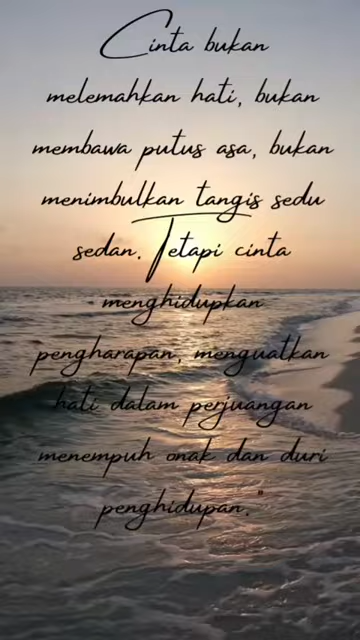 Cinta bukan
melemahkan hati, bukan
membawa putus asa, bukan
menimbulkan tangis sedu
sedan. Tetapi cinta
menghidupkan
pengharapan, menguatkan
hati dalam perjuangan
menempuh onak dan duri
penghidupan."